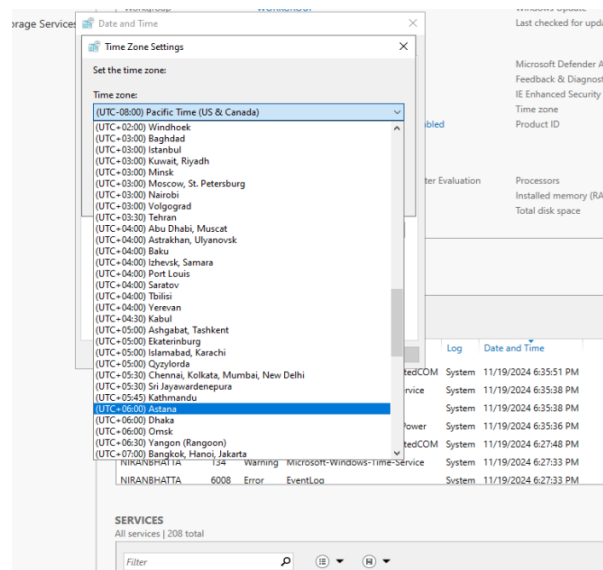 Workgroup WORKGROUP Windows Update
orage Services Date and Time Last checked for upda
Time Zone Settings
Set the time zone:
Microsoft Defender A
Feedback & Diagnost
Time zone: IE Enhanced Security
(UTC-08:00) Pacific Time (US & Canada) Time zone
bled Product ID
(UTC+02:00) Windhoek
(UTC+03:00) Baghdad
(UTC+03:00) Istanbul
(UTC+03:00) Kuwait, Riyadh
(UTC+03:00) Minsk
(UTC+03:00) Moscow, St. Petersburg
ter Evaluation Processors
(UTC+03:00) Nairobi
Installed memory (RA
(UTC+03:00) Volgograd
Total disk space
(UTC+03:30) Tehran
(UTC+04:00) Abu Dhabi, Muscat
(UTC+04:00) Astrakhan, Ulyanovsk
(UTC+04:00) Baku
(UTC+04:00) Izhevsk, Samara
(UTC+04:00) Port Louis
(UTC+04:00) Saratov
(UTC+04:00) Tbilisi
(UTC+04:00) Yerevan
(UTC+04:30) Kabul
(UTC+05:00) Ashgabat, Tashkent
(UTC+05:00) Ekaterinburg
(UTC+05:00) Islamabad, Karachi
Log Date and Time
(UTC+05:00) Qyzylorda
(UTC+05:30) Chennai, Kolkata, Mumbai, New Delhi
tedCOM System 11/19/2024 6:35:51 PM
(UTC+05:30) Sri Jayawardenepura
rvice System 11/19/2024 6:35:38 PM
(UTC+05:45) Kathmandu
(UTC+06:00) Astana
System 11/19/2024 6:35:38 PM
(UTC+06:00) Dhaka
Power System 11/19/2024 6:35:36 PM
(UTC+06:00) Omsk
(UTC+06:30) Yangon (Rangoon)
tedCOM System 11/19/2024 6:27:48 PM
(UTC+07:00) Bangkok, Hanoi, Jakarta
NIRANBHATTA 134 Warning Microsoft-Windows-Time-Service System 11/19/2024 6:27:33 PM
NIRANBHATTA 6008 Error EventLog System 11/19/2024 6:27:33 PM
SERVICES
All services | 208 total
Filter